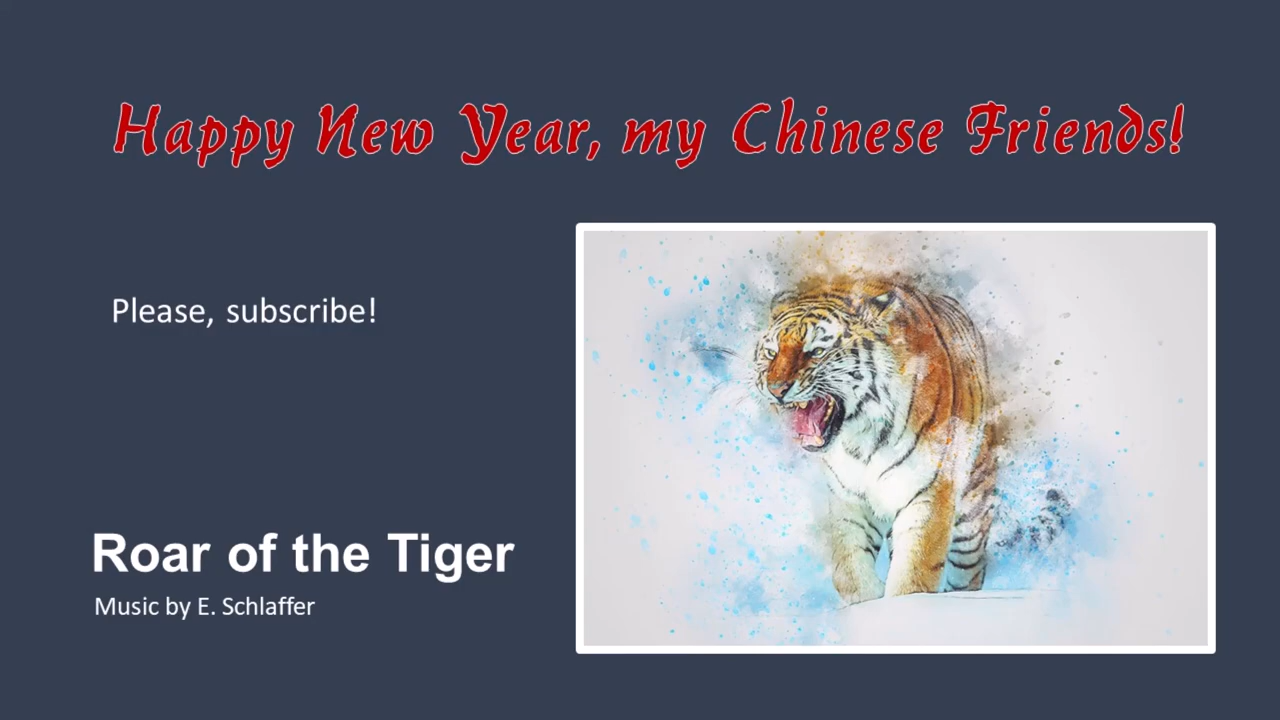 Happy New Year, my Chinese Friends!
Please, subscribe!
Roar of the Tiger
Music by E. Schlaffer